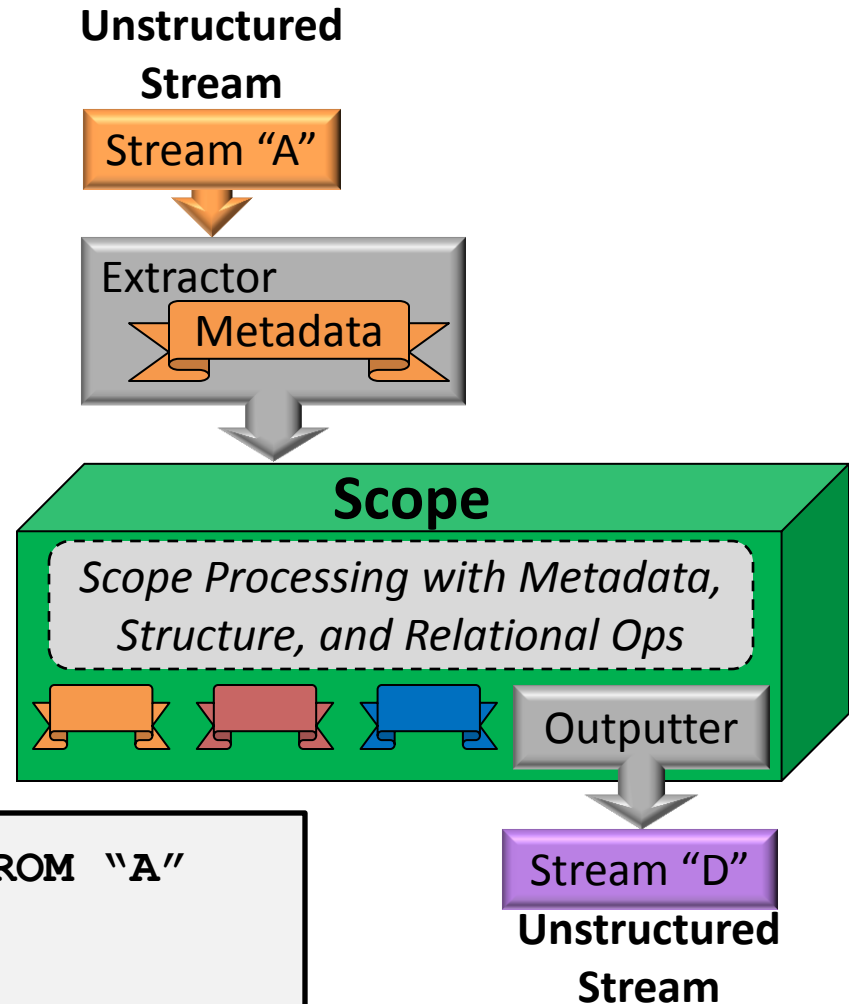 Unstructured
Stream
Stream “A”
Extractor
Metadata
Scope
Scope Processing with Metadata,
Structure, and Relational Ops
Outputter
ROM “A”
Stream “D”
Unstructured
Stream